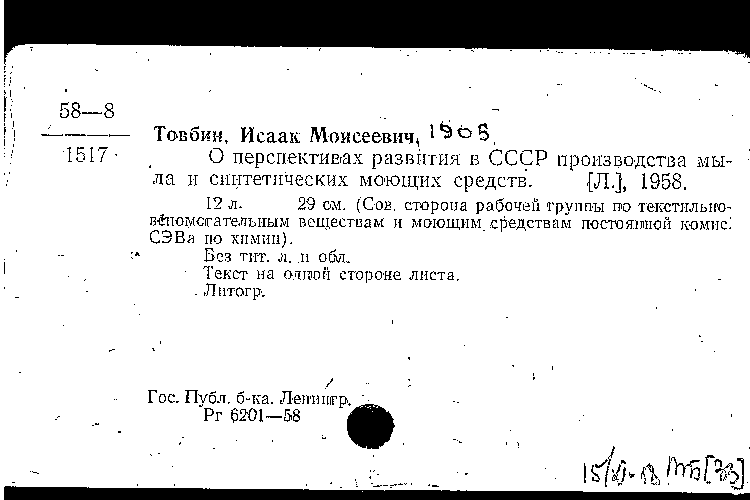 58—8
1517
Товбин, Исаак Моисеевич, 1905
О перспективах развития в СССР производства мы-
ла и синтетических моющих средств. [Л.], 1958.
12 л. 29 см. (Сов. сторона рабочей группы по текстильно-
вспомогательным веществам и моющим средствам постоянной комис.
СЭВа по химии).
Без тит. л. и обл.
Текст на одной стороне листа.
Литогр.
Гос. Публ. б-ка. Ленингр.
Рг 6201—58